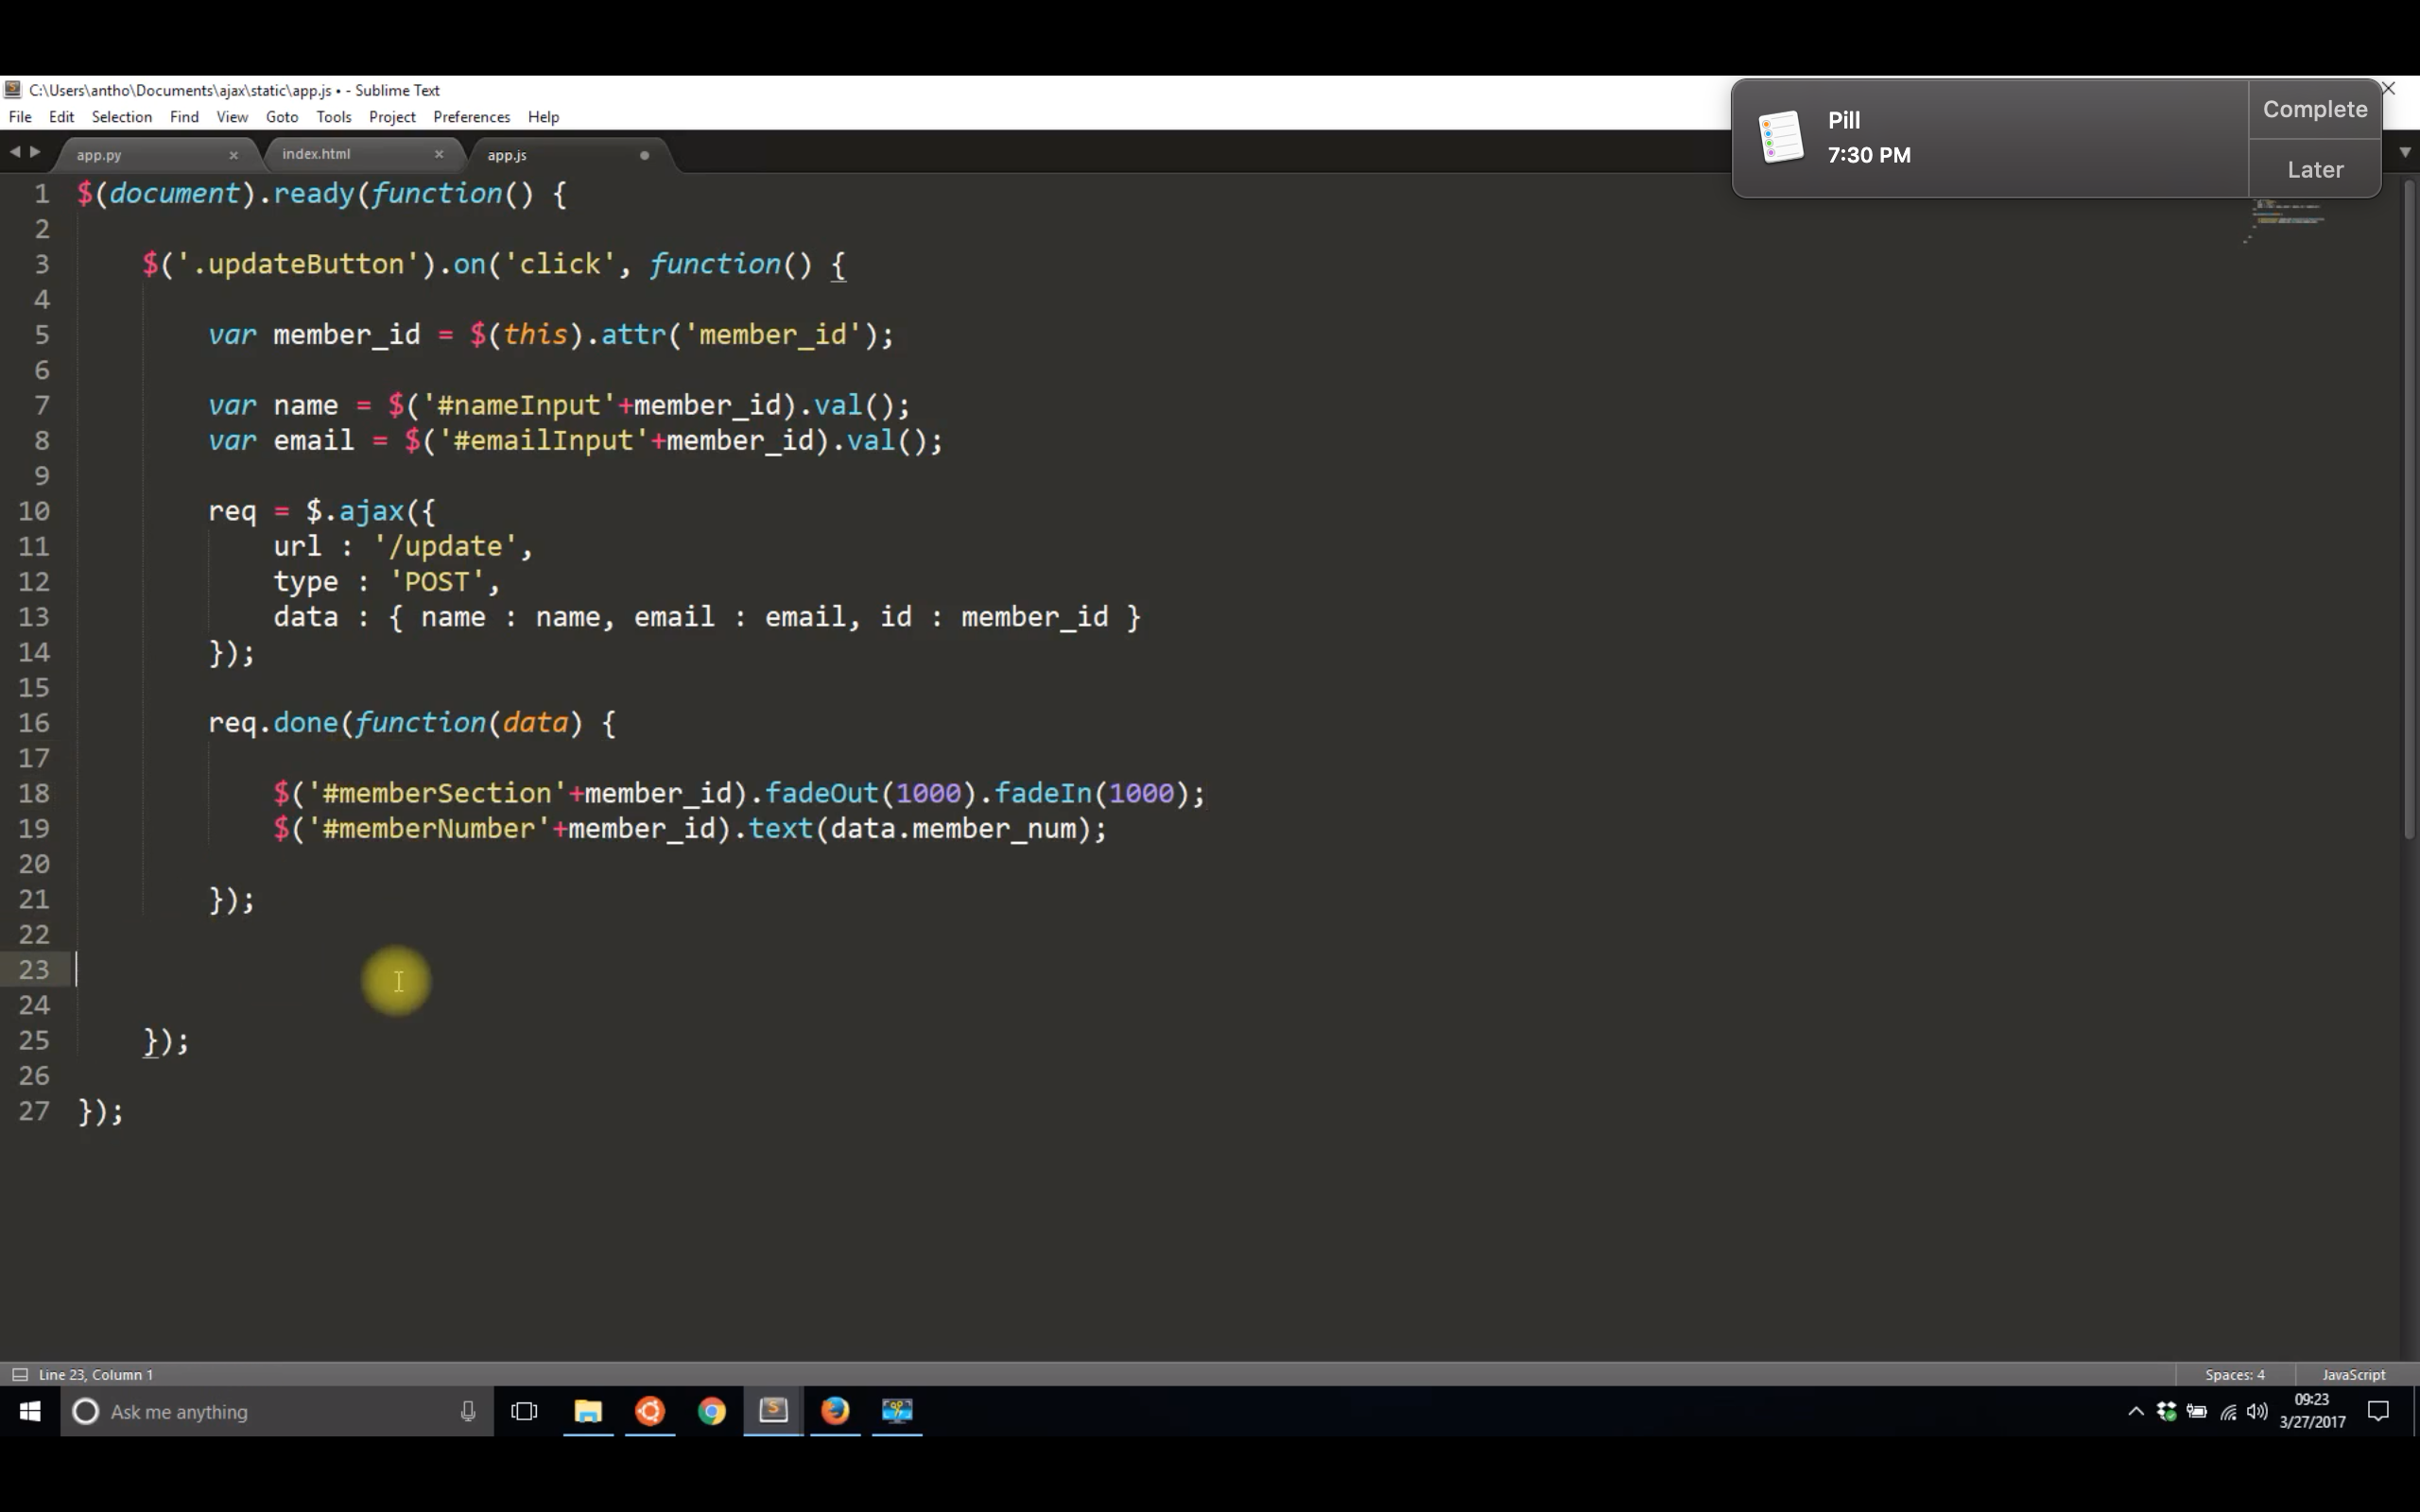 C:\Users\antho\Documents\ajax\static\app.js • - Sublime Text
File Edit Selection Find View Goto Tools Project Preferences Help
Pill
7:30 PM
Complete
Later
app.py
index.html
app.js
1 $(document).ready(function() {
2
3     $('.updateButton').on('click', function() {
4
5         var member_id = $(this).attr('member_id');
6
7         var name = $('#nameInput'+member_id).val();
8         var email = $('#emailInput'+member_id).val();
9
10         req = $.ajax({
11             url : '/update',
12             type : 'POST',
13             data : { name : name, email : email, id : member_id }
14         });
15
16         req.done(function(data) {
17
18             $('#memberSection'+member_id).fadeOut(1000).fadeIn(1000);
19             $('#memberNumber'+member_id).text(data.member_num);
20
21         });
22
23
24
25     });
26
27 });
Line 23, Column 1
Spaces: 4
JavaScript
Ask me anything
09:23
3/27/2017